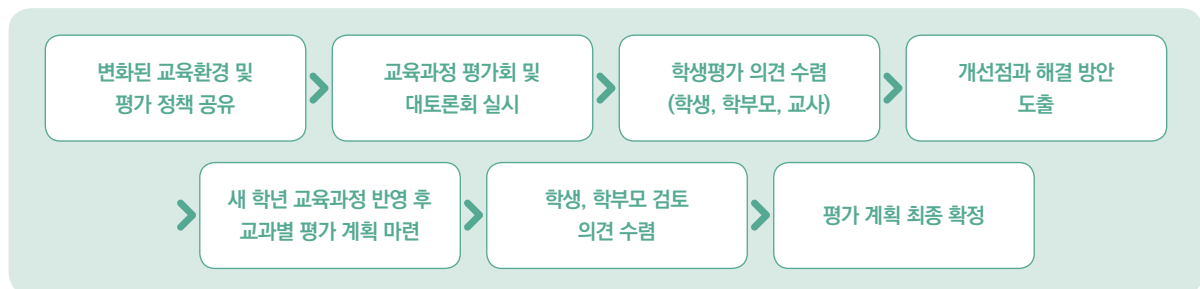 변화된 교육환경 및
평가 정책 공유
교육과정 평가회 및
대토론회 실시
학생평가 의견 수렴
(학생, 학부모, 교사)
개선점과 해결 방안
도출
새 학년 교육과정 반영 후
교과별 평가 계획 마련
학생, 학부모 검토
의견 수렴
평가 계획 최종 확정